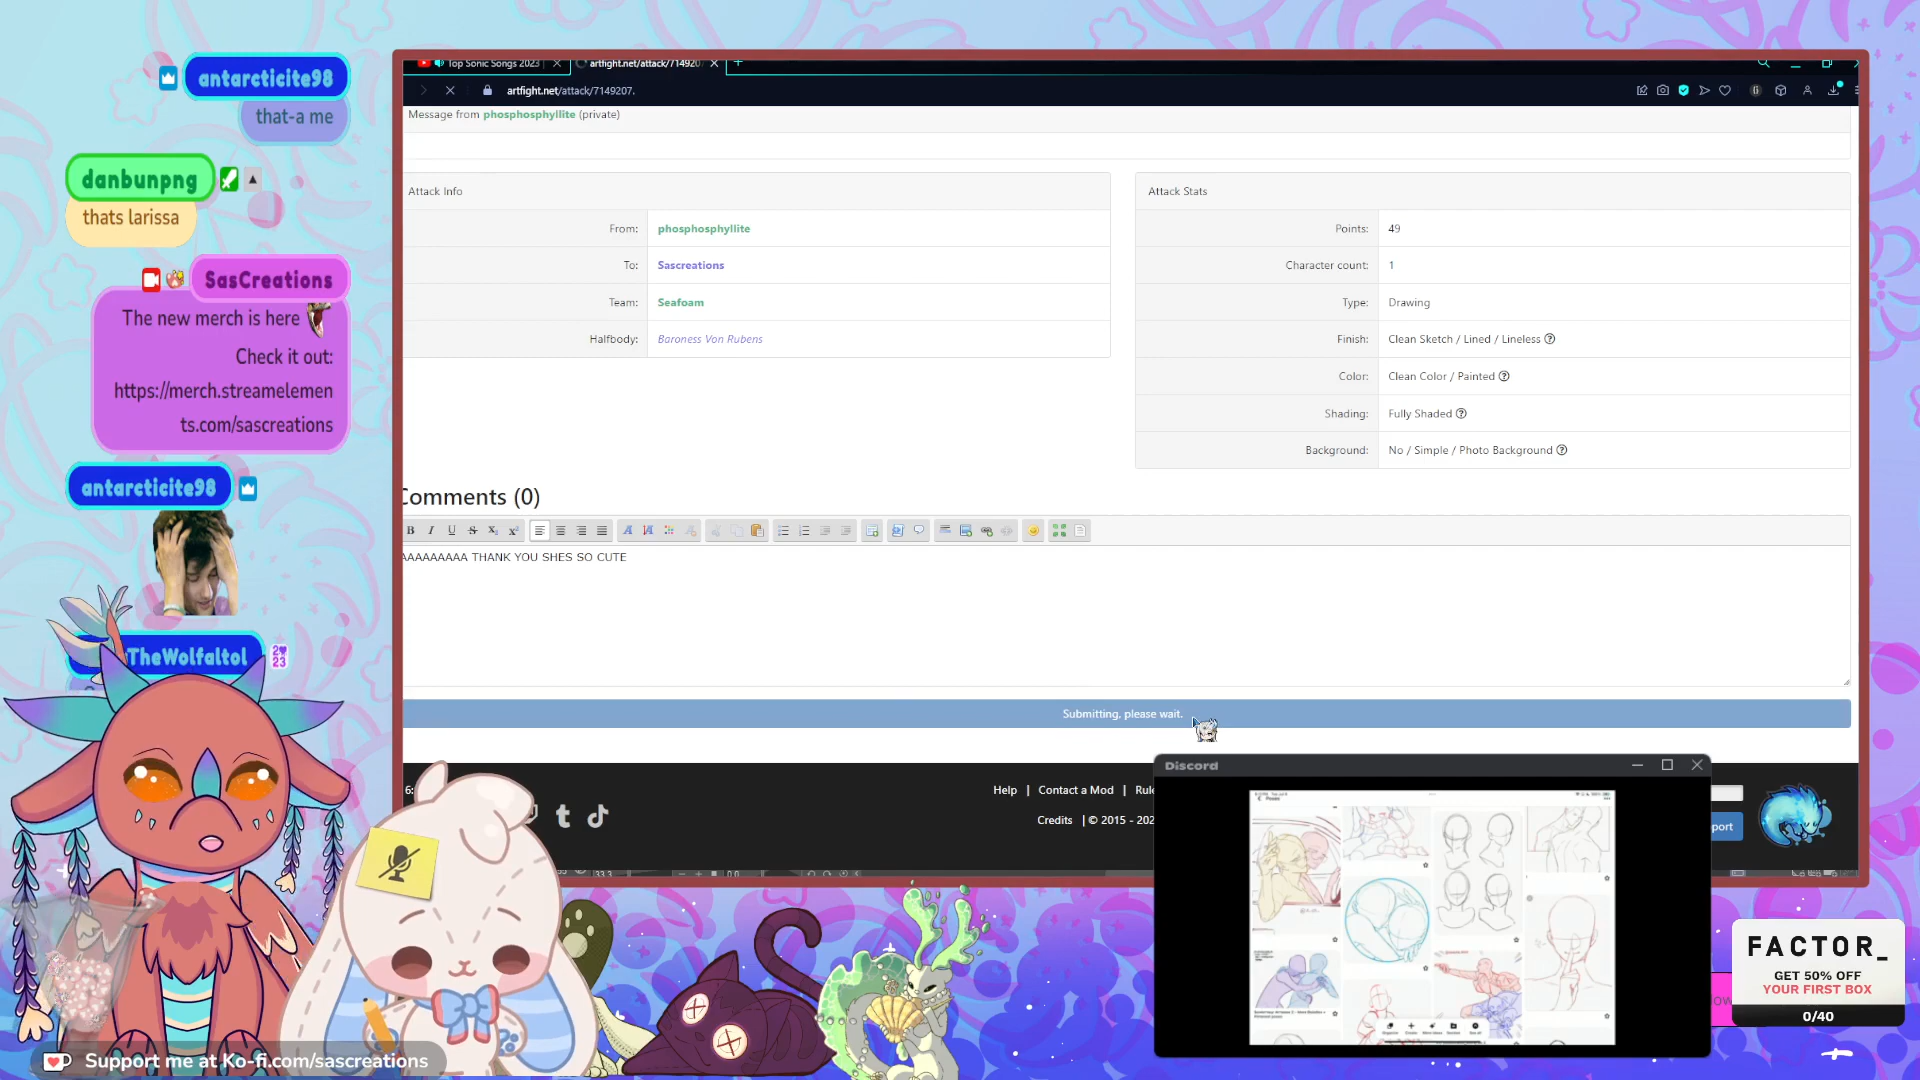 antarcticite98
that-a me
danbunpng
thats larissa
SasCreations
The new merch is here
Check it out:
https://merch.streamelemen
ts.com/sascreations
antarcticite98
TheWolfaltol
Support me at Ko-fi.com/sascreations
Top Sonic Songs 2023
artfight.net/attack/714920
artfight.net/attack/7149207.
Message from phosphosphyllite (private)
Attack Info
From: phosphosphyllite
To: Sascreations
Team: Seafoam
Halfbody: Baroness Von Rubens
Attack Stats
Points: 49
Character count: 1
Type: Drawing
Finish: Clean Sketch / Lined / Lineless
Color: Clean Color / Painted
Shading: Fully Shaded
Background: No / Simple / Photo Background
Comments (0)
AAAAAAAAA THANK YOU SHES SO CUTE
Submitting, please wait.
Help | Contact a Mod | Rul
Credits | © 2015 - 202
port
Discord
FACTOR_
GET 50% OFF
YOUR FIRST BOX
0/40